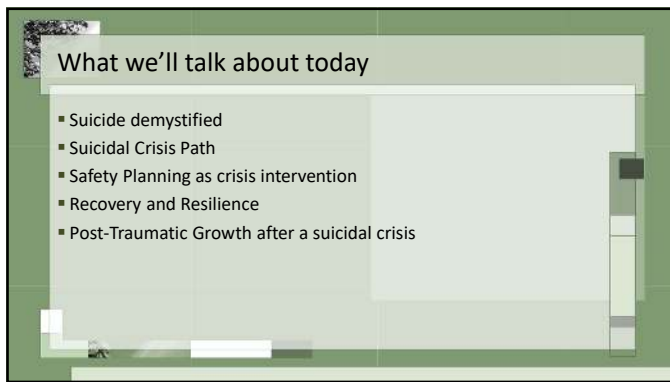 What we’ll talk about today
▪ Suicide demystified
▪ Suicidal Crisis Path
▪ Safety Planning as crisis intervention
▪ Recovery and Resilience
▪ Post-Traumatic Growth after a suicidal crisis